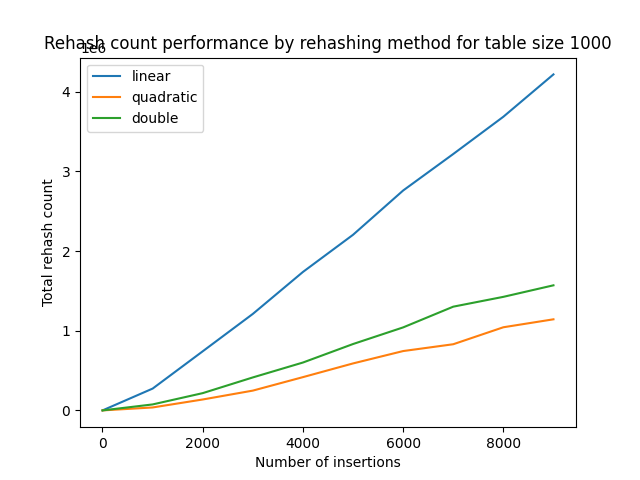 Rehash count performance by rehashing method for table size 1000
1e6
linear
quadratic
double
4
3
2
1
0
Total rehash count
0 2000 4000 6000 8000
Number of insertions